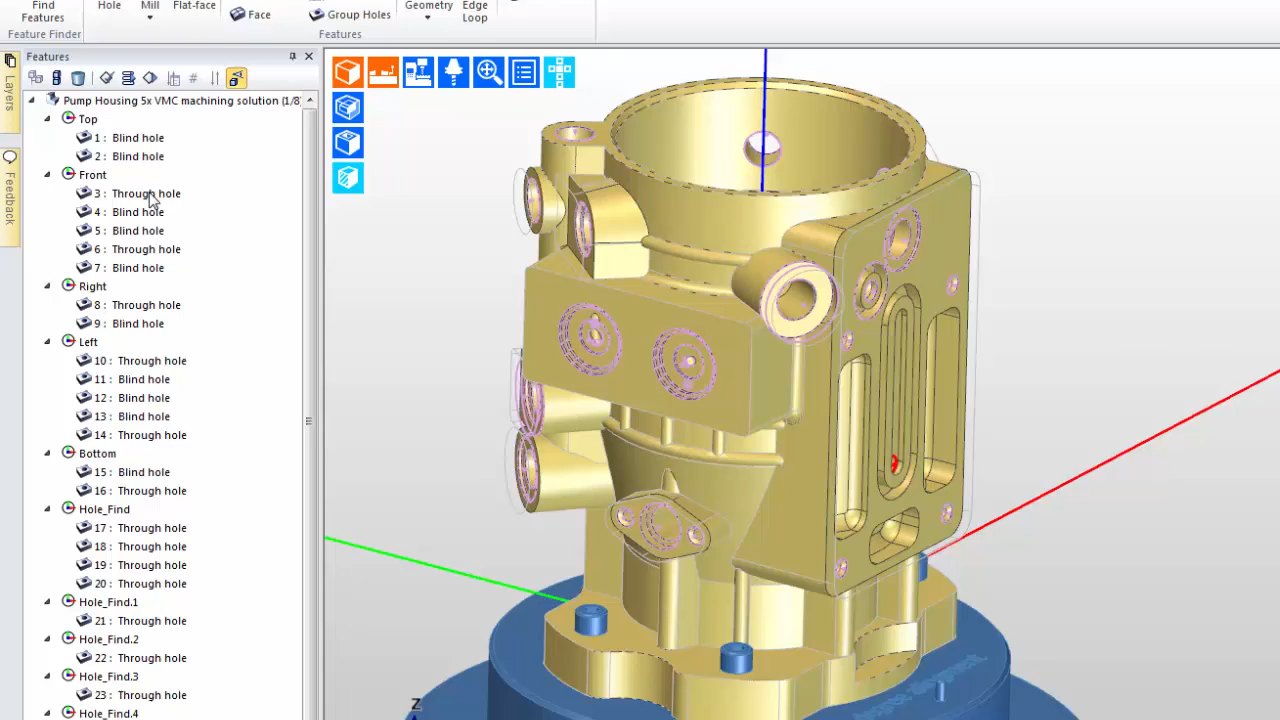 Find
Features
Hole
Mill
Flat-face
Face
Group Holes
Geometry
Edge
Loop
Feature Finder
Features
Layers
Feedback
Features
#
Pump Housing 5x VMC machining solution (1/8
Top
1 : Blind hole
2 : Blind hole
Front
3 : Through hole
4 : Blind hole
5 : Blind hole
6 : Through hole
7 : Blind hole
Right
8 : Through hole
9 : Blind hole
Left
10 : Through hole
11 : Blind hole
12 : Blind hole
13 : Blind hole
14 : Through hole
Bottom
15 : Blind hole
16 : Through hole
Hole_Find
17 : Through hole
18 : Through hole
19 : Through hole
20 : Through hole
Hole_Find.1
21 : Through hole
Hole_Find.2
22 : Through hole
Hole_Find.3
23 : Through hole
Hole_Find.4
Z